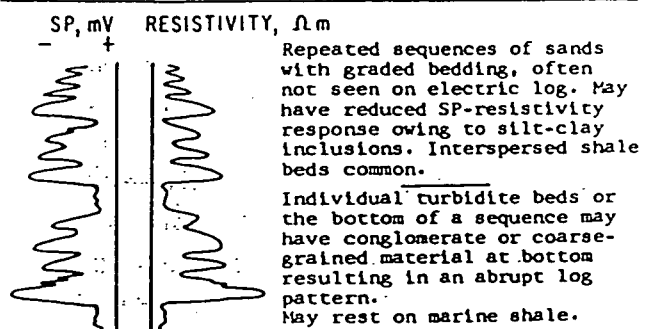 SP, mV RESISTIVITY, Ωm
− +
Repeated sequences of sands
with graded bedding, often
not seen on electric log. May
have reduced SP-resistivity
response owing to silt-clay
inclusions. Interspersed shale
beds common.
Individual turbidite beds or
the bottom of a sequence may
have conglomerate or coarse-
grained material at bottom
resulting in an abrupt log
pattern.
May rest on marine shale.